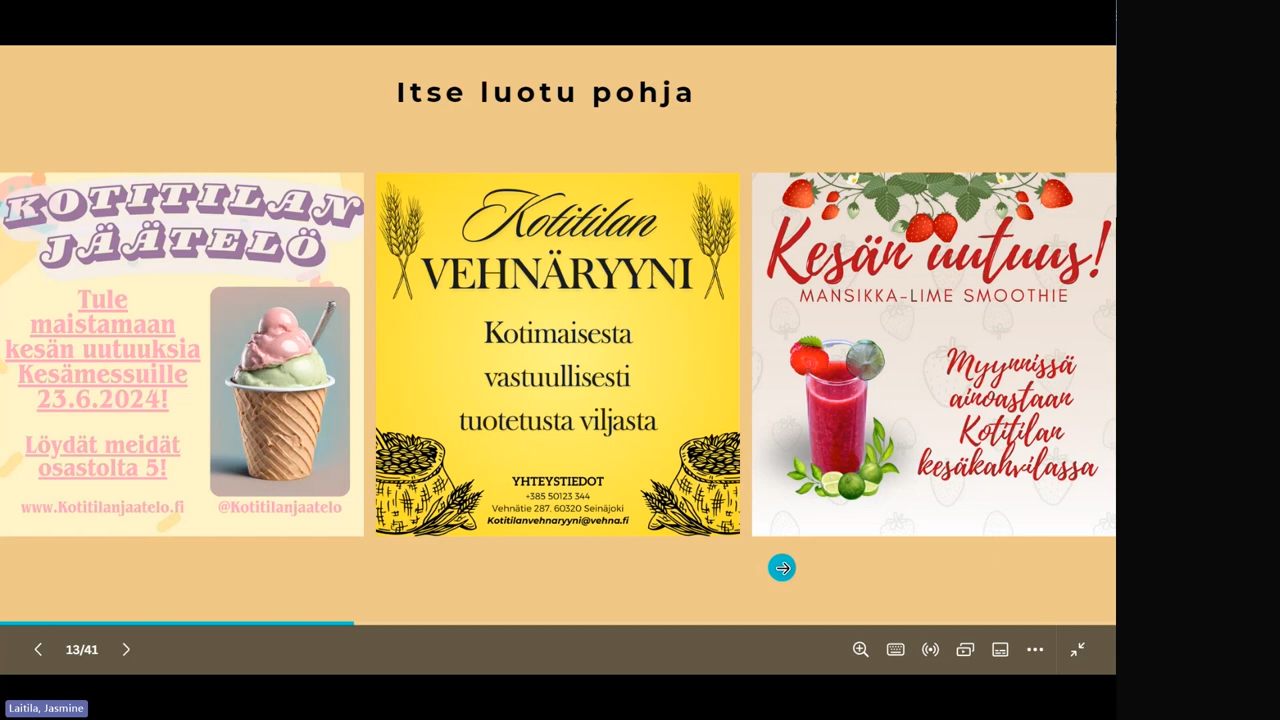 Itse luotu pohja
KOTITILAN
JÄÄTELÖ
Tule
maistamaan
kesän uutuuksia
Kesämessuille
23.6.2024!
Löydät meidät
osastolta 5!
www.Kotitilanjaatelo.fi
@Kotitilanjaatelo
Kotitilan
VEHNÄRYYNI
Kotimaisesta
vastuullisesti
tuotetusta viljasta
YHTEYSTIEDOT
+385 50123 344
Vehnätie 287. 60320 Seinäjoki
Kotitilanvehnaryyni@vehna.fi
Kesän uutuus!
MANSIKKA-LIME SMOOTHIE
Myynnissä
ainoastaan
Kotitilan
kesäkahvilassa
13/41
Laitila, Jasmine